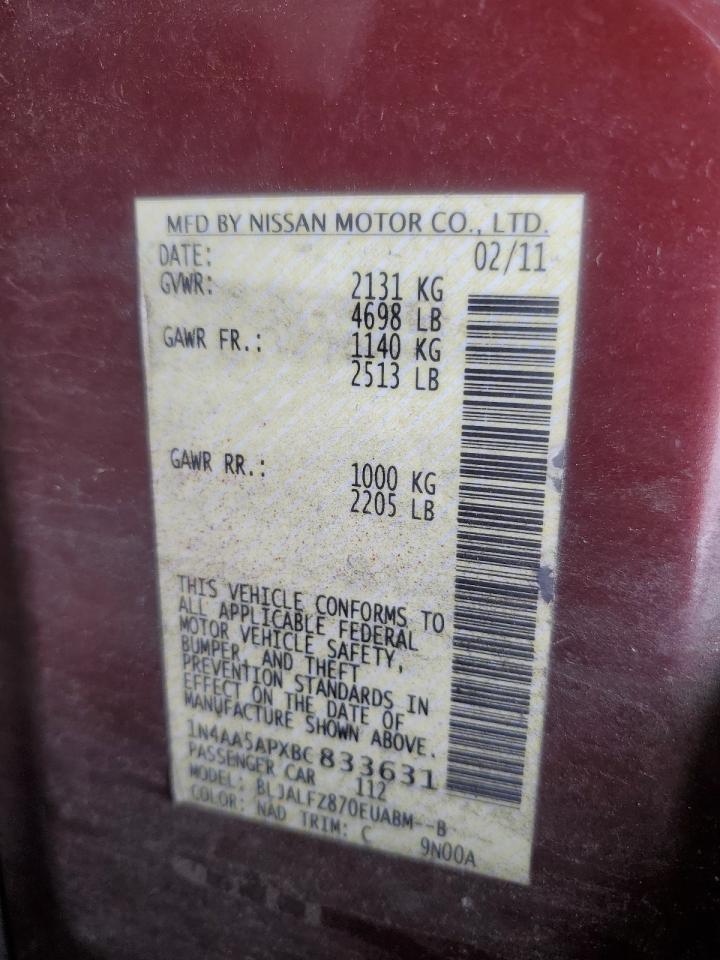 MFD BY NISSAN MOTOR CO., LTD.
DATE: 02/11
GVWR: 2131 KG
4698 LB
GAWR FR.: 1140 KG
2513 LB
GAWR RR.: 1000 KG
2205 LB
THIS VEHICLE CONFORMS TO
ALL APPLICABLE FEDERAL
MOTOR VEHICLE SAFETY,
BUMPER, AND THEFT
PREVENTION STANDARDS IN
EFFECT ON THE DATE OF
MANUFACTURE SHOWN ABOVE.
1N4AA5APXBC833631
PASSENGER CAR 112
MODEL: BLJALFZ870EUABM--B
COLOR: NAD TRIM: C 9N00A